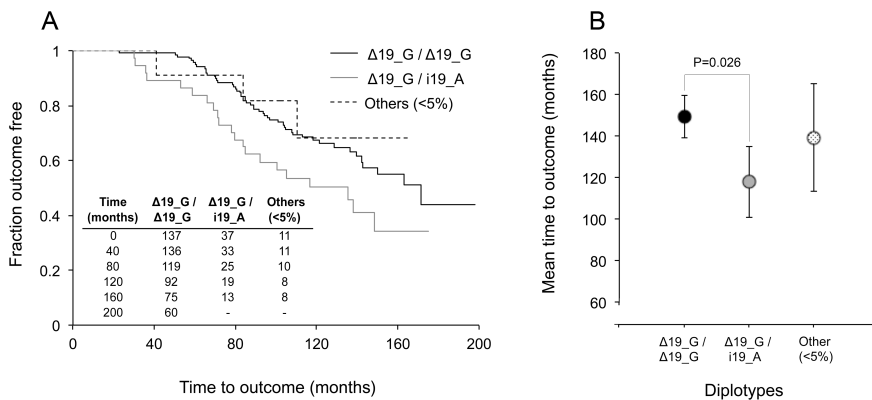 A
Fraction outcome free
1
0.8
0.6
0.4
0.2
0
0 40 80 120 160 200
Time to outcome (months)
Δ19_G / Δ19_G
Δ19_G / i19_A
Others (<5%)
Time Δ19_G / Δ19_G / Others
(months) Δ19_G i19_A (<5%)
0 137 37 11
40 136 33 11
80 119 25 10
120 92 19 8
160 75 13 8
200 60 - -
B
Mean time to outcome (months)
180
160
140
120
100
80
60
P=0.026
Δ19_G / Δ19_G / Other
Δ19_G i19_A (<5%)
Diplotypes